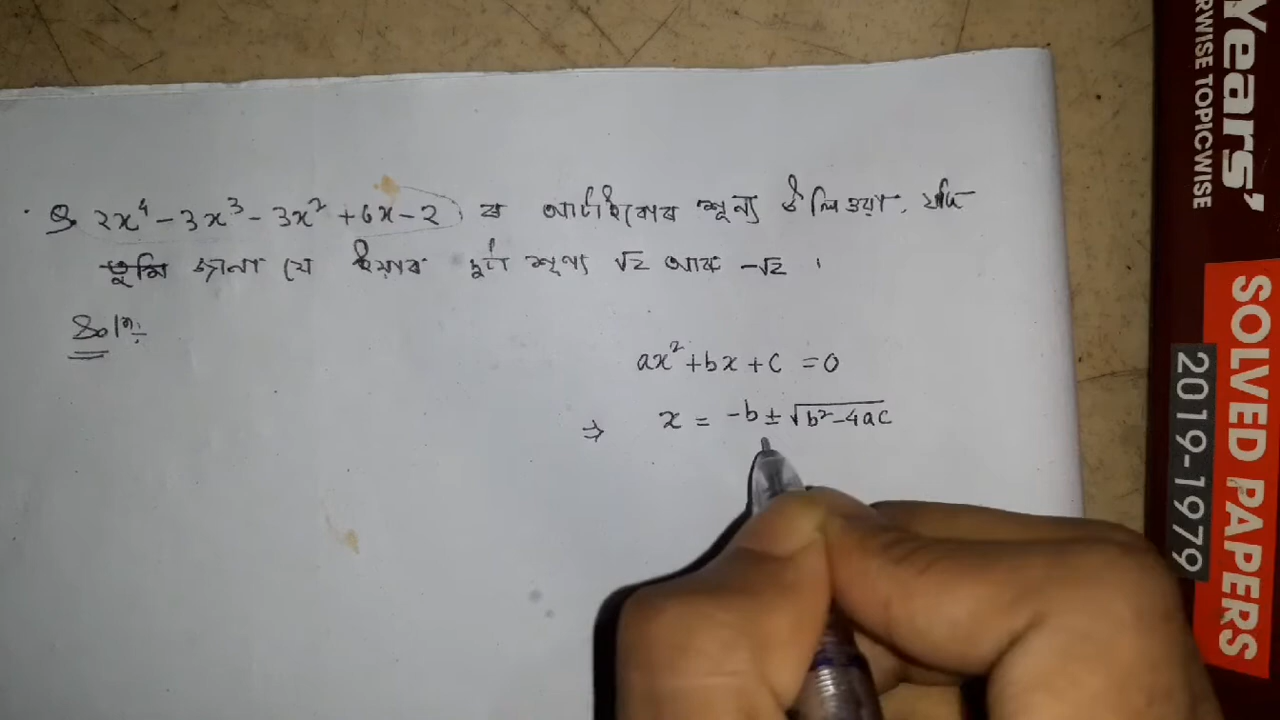 Q 2x⁴ – 3x³ – 3x² + 6x – 2 ৰ আটাইবোৰ শূন্য উলিওৱা, যদি
তুমি জানা যে ইয়াৰ দুটা শূন্য √2 আৰু -√2 ।
Solⁿ:
ax² + bx + c = 0
⇒ x = -b ± √b²-4ac
Years'
RWISE TOPICWISE
SOLVED PAPERS
2019-1979